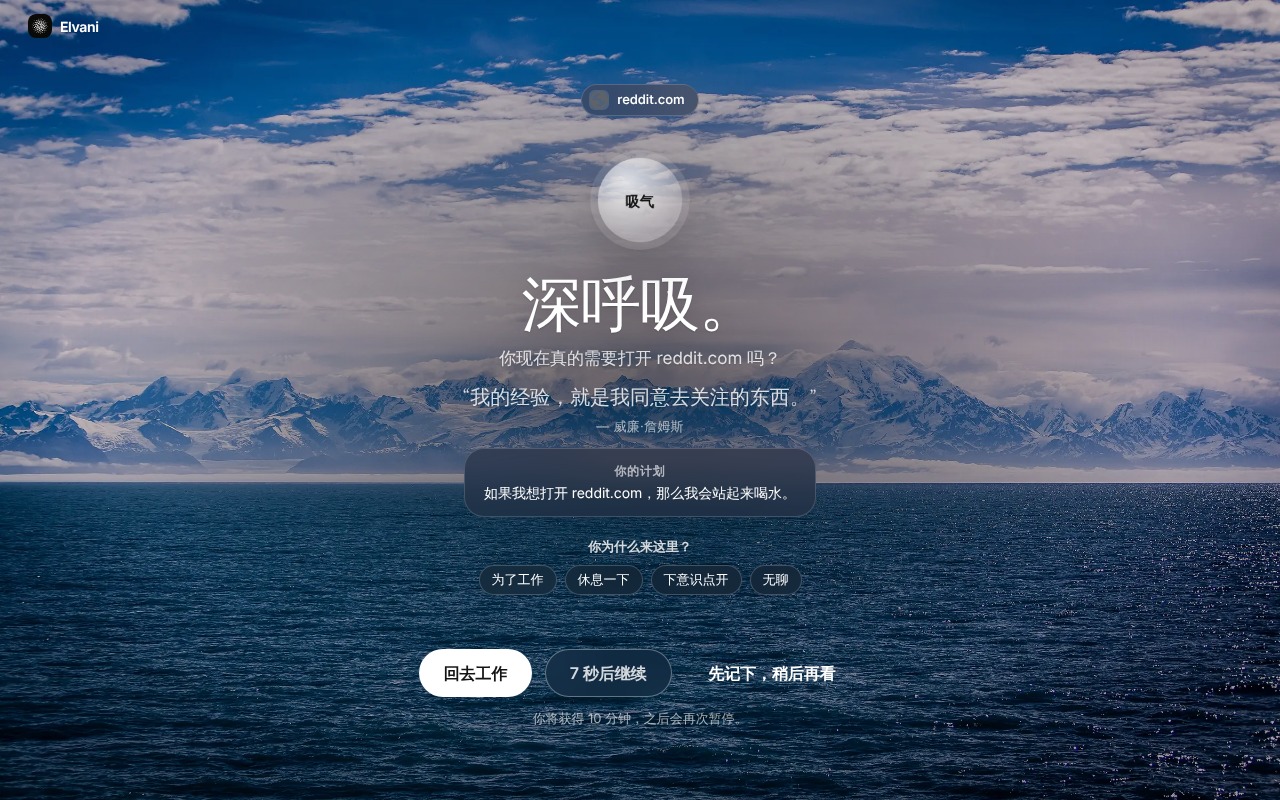 Elvani
reddit.com
吸气
深呼吸。
你现在真的需要打开 reddit.com 吗？
“我的经验，就是我同意去关注的东西。”
— 威廉·詹姆斯
你的计划
如果我想打开 reddit.com，那么我会站起来喝水。
你为什么来这里？
为了工作 休息一下 下意识点开 无聊
回去工作 7 秒后继续 先记下，稍后再看
你将获得 10 分钟，之后会再次暂停。